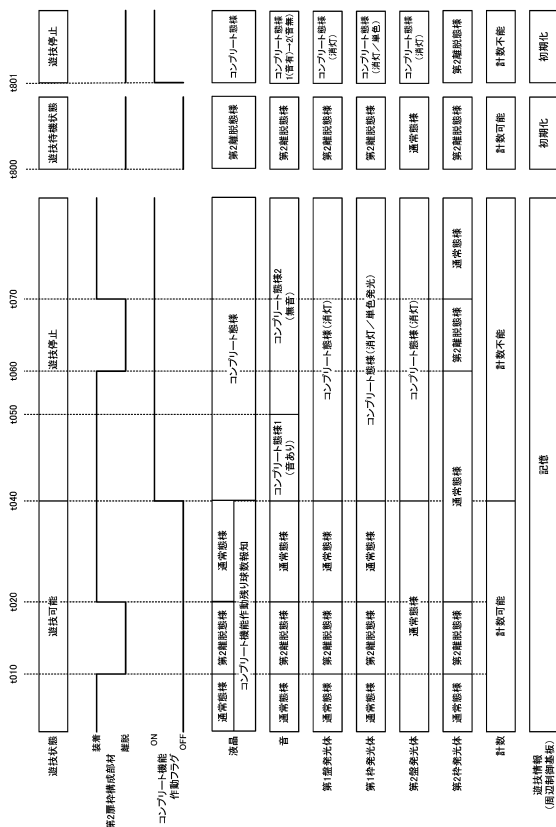 t010 t020 t040 t050 t060 t070 t800 t801
遊技状態 遊技可能 遊技停止 遊技待機状態 遊技停止
第2扉枠構成部材 装着
離脱
コンプリート機能
作動フラグ ON
OFF
液晶 通常態様 第2離脱態様 通常態様 コンプリート態様 第2離脱態様 コンプリート態様
コンプリート機能作動残り球数報知
音 通常態様 第2離脱態様 通常態様 コンプリート態様1
(音あり) コンプリート態様2
(無音) 第2離脱態様 コンプリート態様
1(音有)→2(音無)
第1盤発光体 通常態様 第2離脱態様 通常態様 コンプリート態様(消灯) 第2離脱態様 コンプリート態様
(消灯)
第1枠発光体 通常態様 第2離脱態様 通常態様 コンプリート態様(消灯/単色発光) 第2離脱態様 コンプリート態様
(消灯/単色)
第2盤発光体 通常態様 コンプリート態様(消灯) 通常態様 コンプリート態様
(消灯)
第2枠発光体 通常態様 第2離脱態様 通常態様 第2離脱態様 通常態様 第2離脱態様 第2離脱態様
計数 計数可能 計数不能 計数可能 計数不能
遊技情報
(周辺制御基板) 記憶 初期化 初期化